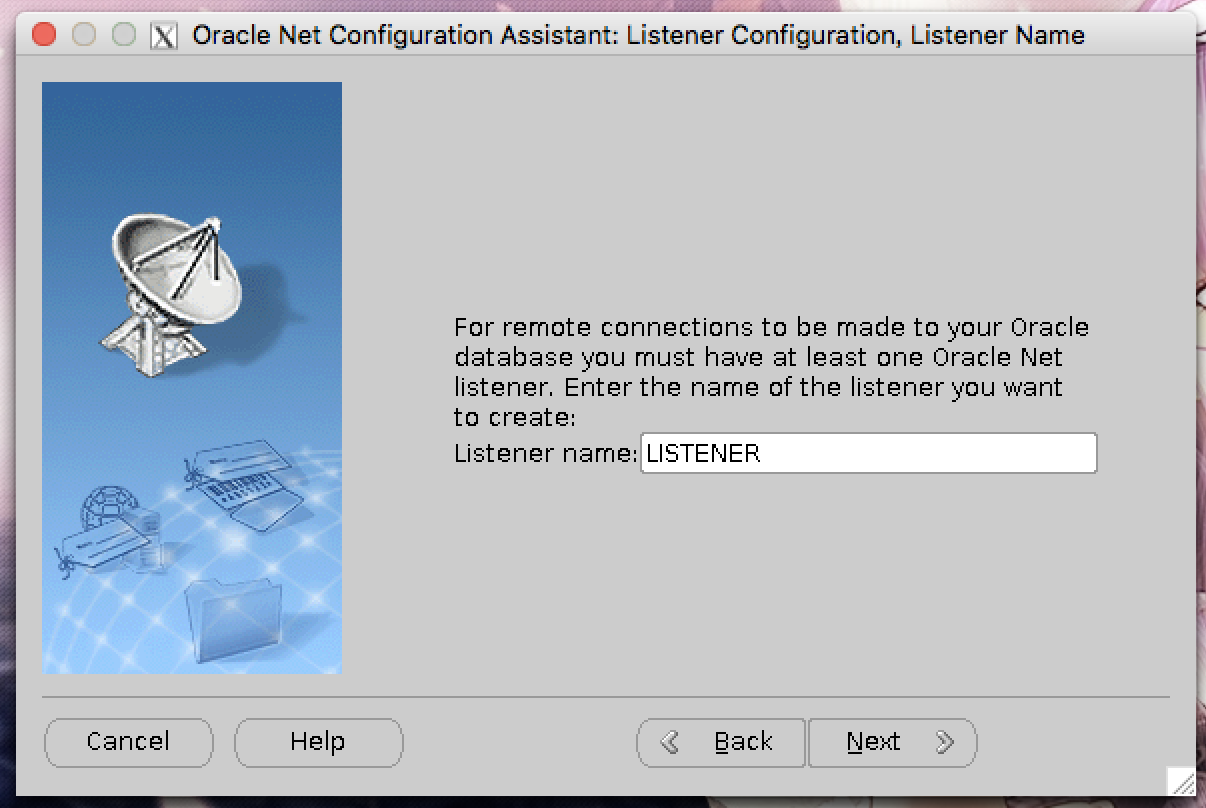 Oracle Net Configuration Assistant: Listener Configuration, Listener Name
For remote connections to be made to your Oracle
database you must have at least one Oracle Net
listener. Enter the name of the listener you want
to create:
Listener name: LISTENER
Cancel Help Back Next